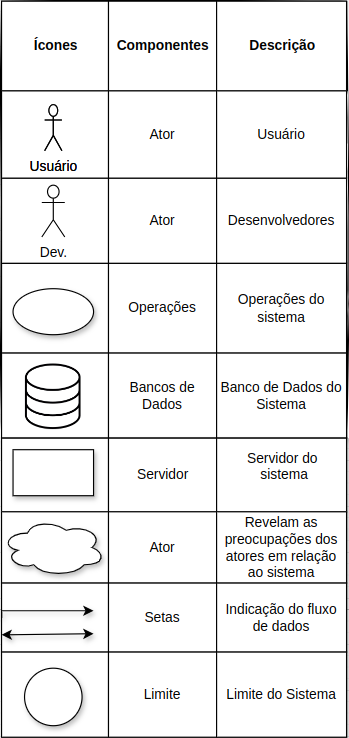 Ícones Componentes Descrição
Usuário
Ator
Usuário
Dev.
Ator
Desenvolvedores
Operações
Operações do
sistema
Bancos de
Dados
Banco de Dados do
Sistema
Servidor
Servidor do
sistema
Ator
Revelam as
preocupações dos
atores em relação
ao sistema
Setas
Indicação do fluxo
de dados
Limite
Limite do Sistema